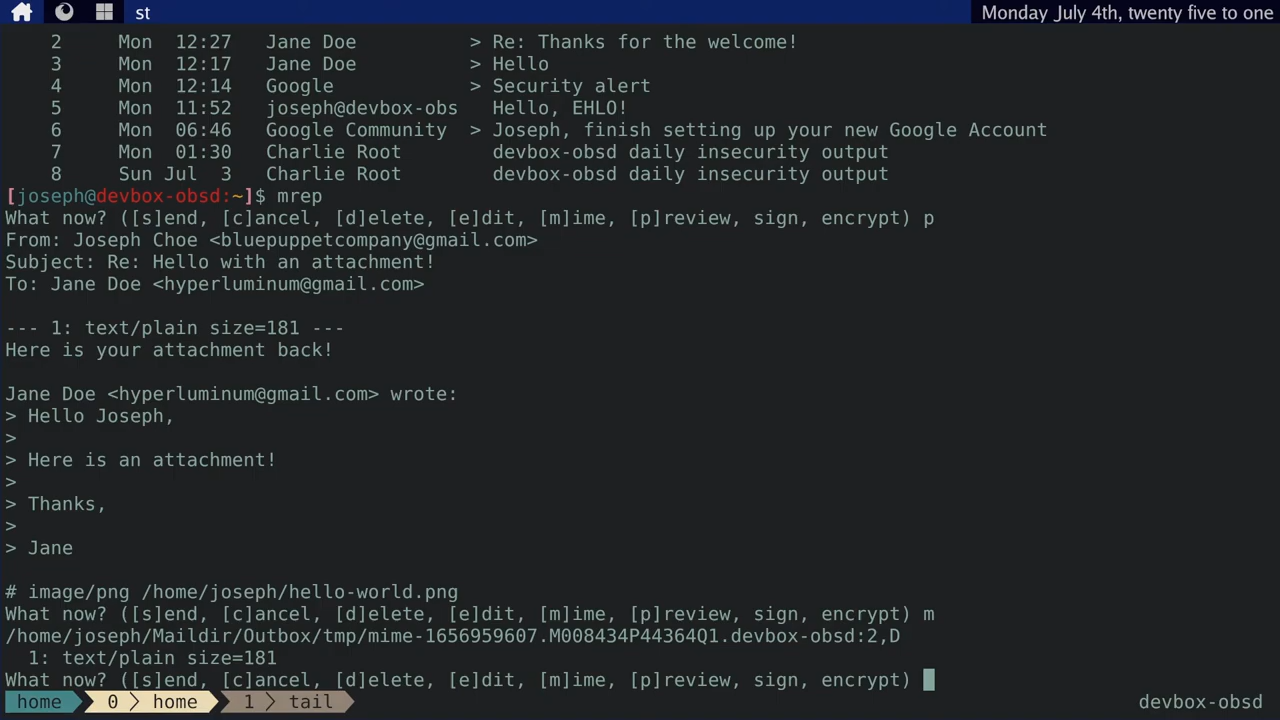 st
Monday July 4th, twenty five to one
2 Mon 12:27 Jane Doe > Re: Thanks for the welcome!
3 Mon 12:17 Jane Doe > Hello
4 Mon 12:14 Google > Security alert
5 Mon 11:52 joseph@devbox-obs Hello, EHLO!
6 Mon 06:46 Google Community > Joseph, finish setting up your new Google Account
7 Mon 01:30 Charlie Root devbox-obsd daily insecurity output
8 Sun Jul 3 Charlie Root devbox-obsd daily insecurity output
[joseph@devbox-obsd:~]$ mrep
What now? ([s]end, [c]ancel, [d]elete, [e]dit, [m]ime, [p]review, sign, encrypt) p
From: Joseph Choe <bluepuppetcompany@gmail.com>
Subject: Re: Hello with an attachment!
To: Jane Doe <hyperluminum@gmail.com>
--- 1: text/plain size=181 ---
Here is your attachment back!
Jane Doe <hyperluminum@gmail.com> wrote:
> Hello Joseph,
>
> Here is an attachment!
>
> Thanks,
>
> Jane
# image/png /home/joseph/hello-world.png
What now? ([s]end, [c]ancel, [d]elete, [e]dit, [m]ime, [p]review, sign, encrypt) m
/home/joseph/Maildir/Outbox/tmp/mime-1656959607.M008434P44364Q1.devbox-obsd:2,D
1: text/plain size=181
What now? ([s]end, [c]ancel, [d]elete, [e]dit, [m]ime, [p]review, sign, encrypt)
home 0 home 1 tail devbox-obsd